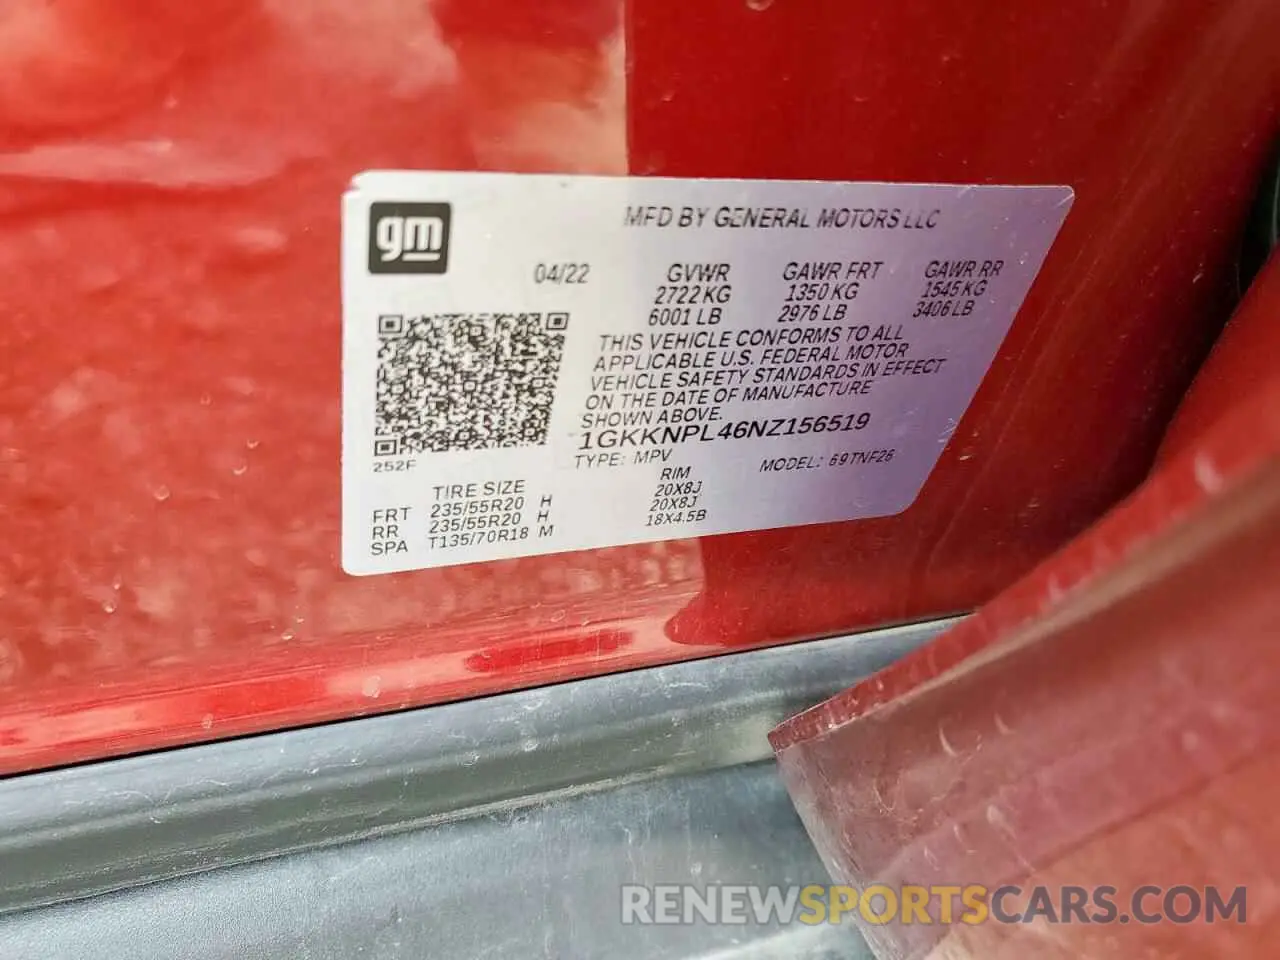 gm
MFD BY GENERAL MOTORS LLC
04/22
GVWR GAWR FRT GAWR RR
2722 KG 1350 KG 1545 KG
6001 LB 2976 LB 3406 LB
THIS VEHICLE CONFORMS TO ALL
APPLICABLE U.S. FEDERAL MOTOR
VEHICLE SAFETY STANDARDS IN EFFECT
ON THE DATE OF MANUFACTURE
SHOWN ABOVE.
1GKKNPL46NZ156519
TYPE: MPV MODEL: 69TNF26
252F
TIRE SIZE RIM
FRT 235/55R20 H 20X8J
RR 235/55R20 H 20X8J
SPA T135/70R18 M 18X4.5B
RENEWSPORTSCARS.COM